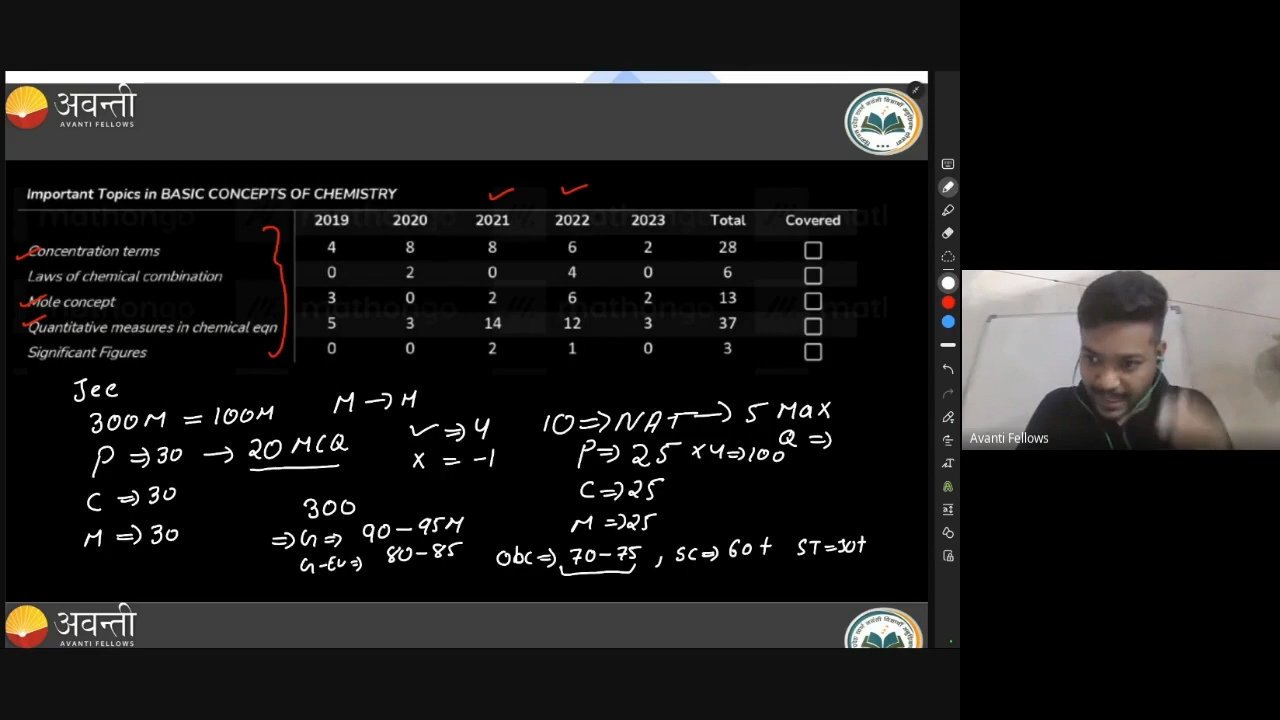 अवन्ती
AVANTI FELLOWS
Important Topics in BASIC CONCEPTS OF CHEMISTRY
2019 2020 2021 2022 2023 Total Covered
Concentration terms 4 8 8 6 2 28
Laws of chemical combination 0 2 0 4 0 6
Mole concept 3 0 2 6 2 13
Quantitative measures in chemical eqn 5 3 14 12 3 37
Significant Figures 0 0 2 1 0 3
Jee
300M = 100M
P ⇒ 30 → 20 MCQ
C ⇒ 30
M ⇒ 30
M → M
✓ ⇒ 4
x = -1
300
⇒ G ⇒ 90 - 95M
80 - 85
10 ⇒ NAT → 5 Max
P ⇒ 25 x 4 ⇒ 100 Q ⇒
C ⇒ 25
M ⇒ 25
Obc ⇒ 70 - 75 , SC ⇒ 60+ ST = 30+
Avanti Fellows
अवन्ती
AVANTI FELLOWS